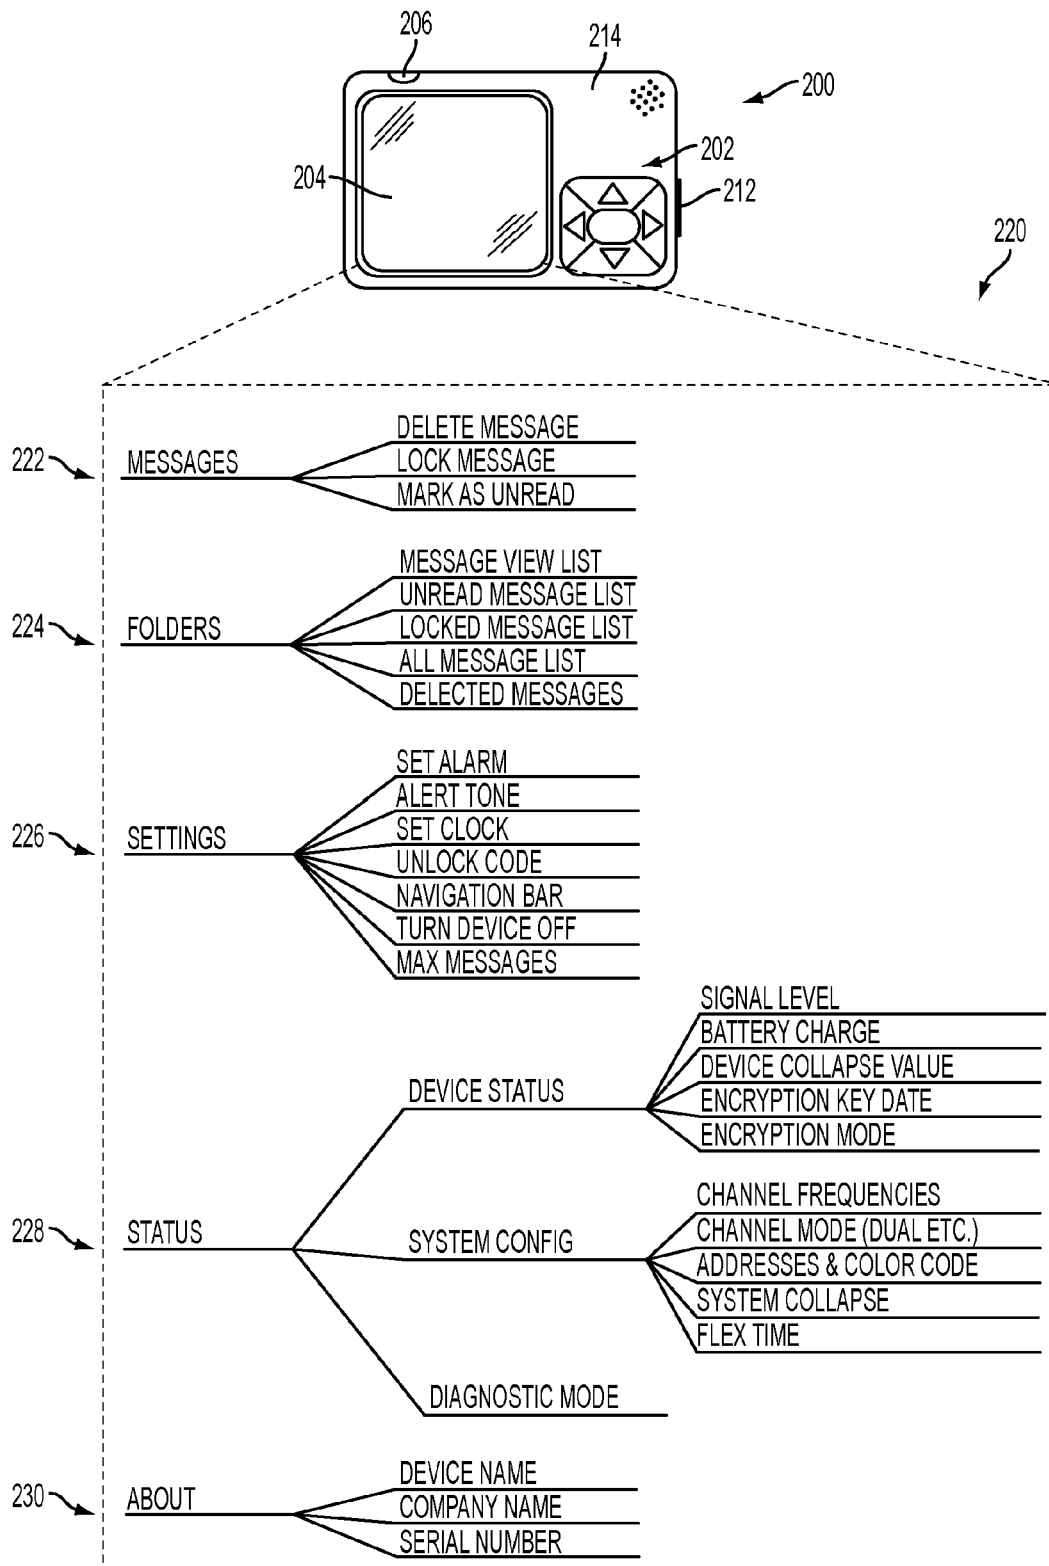 206
214
200
202
204
212
220
DELETE MESSAGE
222 MESSAGES LOCK MESSAGE
MARK AS UNREAD
MESSAGE VIEW LIST
UNREAD MESSAGE LIST
224 FOLDERS LOCKED MESSAGE LIST
ALL MESSAGE LIST
DELECTED MESSAGES
SET ALARM
ALERT TONE
226 SETTINGS SET CLOCK
UNLOCK CODE
NAVIGATION BAR
TURN DEVICE OFF
MAX MESSAGES
SIGNAL LEVEL
BATTERY CHARGE
DEVICE STATUS DEVICE COLLAPSE VALUE
ENCRYPTION KEY DATE
ENCRYPTION MODE
CHANNEL FREQUENCIES
228 STATUS SYSTEM CONFIG CHANNEL MODE (DUAL ETC.)
ADDRESSES & COLOR CODE
SYSTEM COLLAPSE
FLEX TIME
DIAGNOSTIC MODE
DEVICE NAME
230 ABOUT COMPANY NAME
SERIAL NUMBER